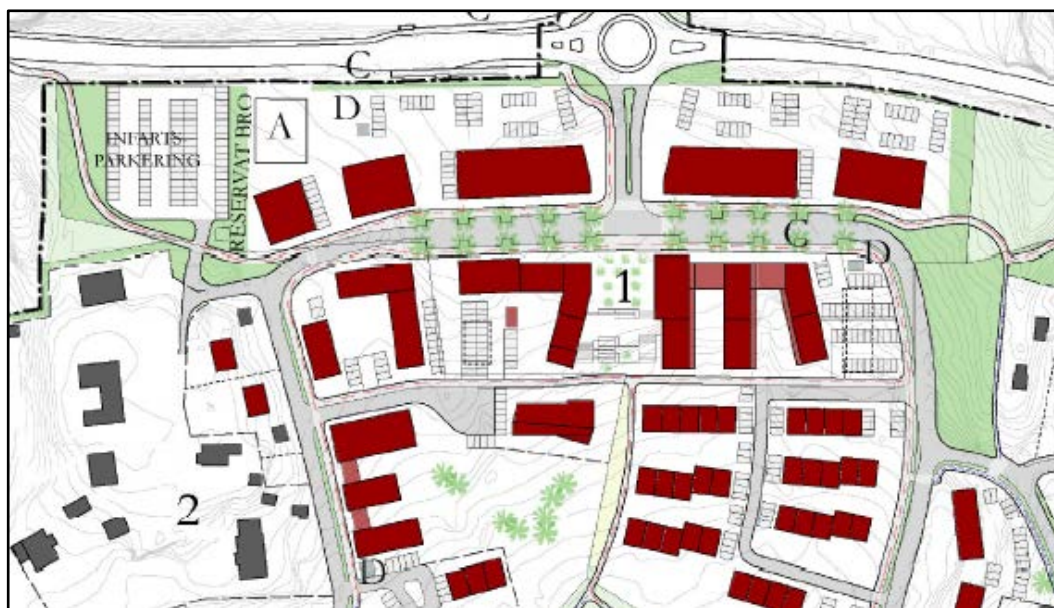 C
C
INFARTS-
PARKERING
RESERVAT BRO
A
D
C
D
1
2
D